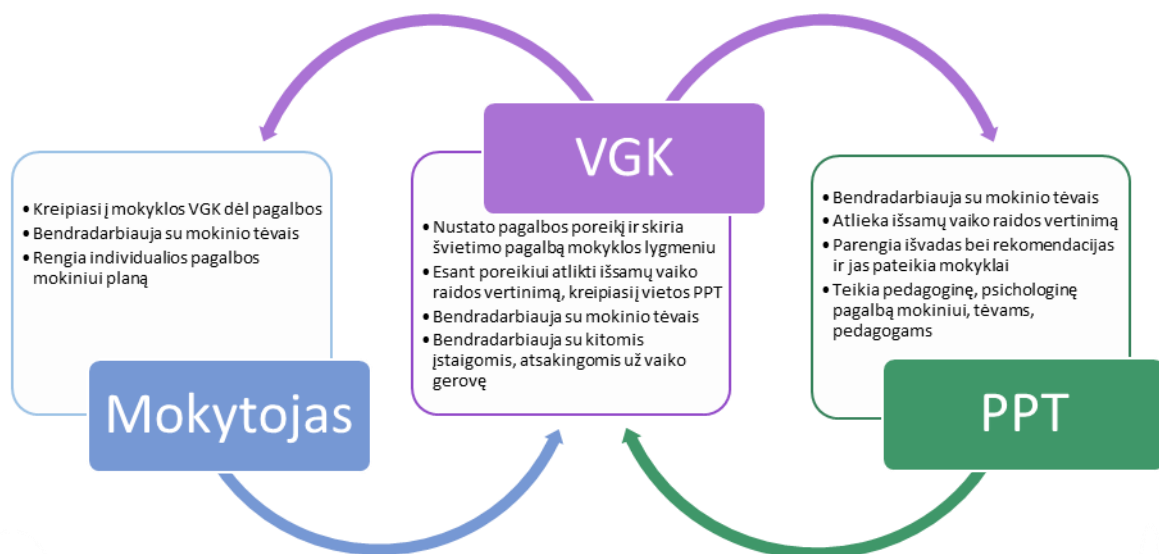 • Kreipiasi į mokyklos VGK dėl pagalbos
• Bendradarbiauja su mokinio tėvais
• Rengia individualios pagalbos
mokiniui planą
Mokytojas
VGK
• Nustato pagalbos poreikį ir skiria
švietimo pagalbą mokyklos lygmeniu
• Esant poreikiui atlikti išsamų vaiko
raidos vertinimą, kreipiasi į vietos PPT
• Bendradarbiauja su mokinio tėvais
• Bendradarbiauja su kitomis
įstaigomis, atsakingomis už vaiko
gerovę
• Bendradarbiauja su mokinio tėvais
• Atlieka išsamų vaiko raidos vertinimą
• Parengia išvadas bei rekomendacijas
ir jas pateikia mokyklai
• Teikia pedagoginę, psichologinę
pagalbą mokiniui, tėvams,
pedagogams
PPT